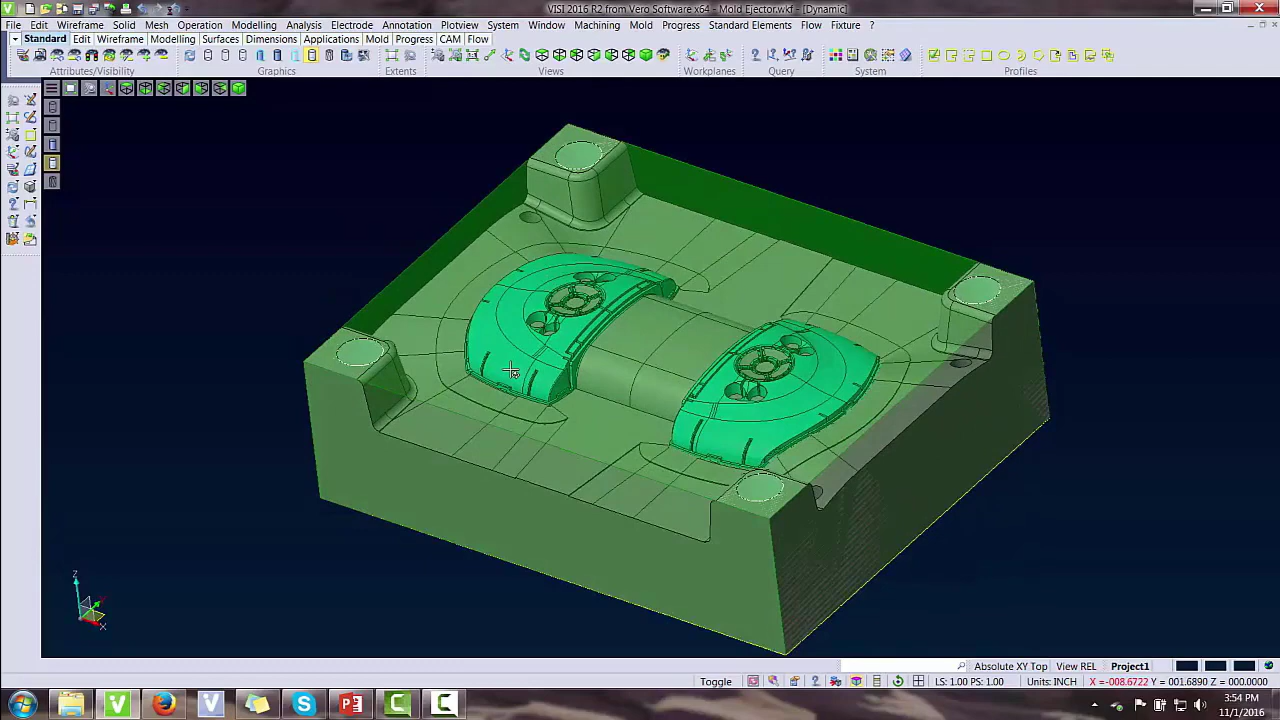 VISI 2016 R2 from Vero Software x64 - Mold Ejector.wkf - [Dynamic]
File Edit Wireframe Solid Mesh Operation Modelling Analysis Electrode Annotation Plotview System Window Machining Mold Progress Standard Elements Flow Fixture ?
Standard Edit Wireframe Modelling Surfaces Dimensions Applications Mold Progress CAM Flow
Attributes/Visibility Graphics Extents Views Workplanes Query System Profiles
Z
X
Absolute XY Top View REL Project1
Toggle LS: 1.00 PS: 1.00 Units: INCH X =-008.6722 Y = 001.6890 Z = 000.0000
3:54 PM
11/1/2016